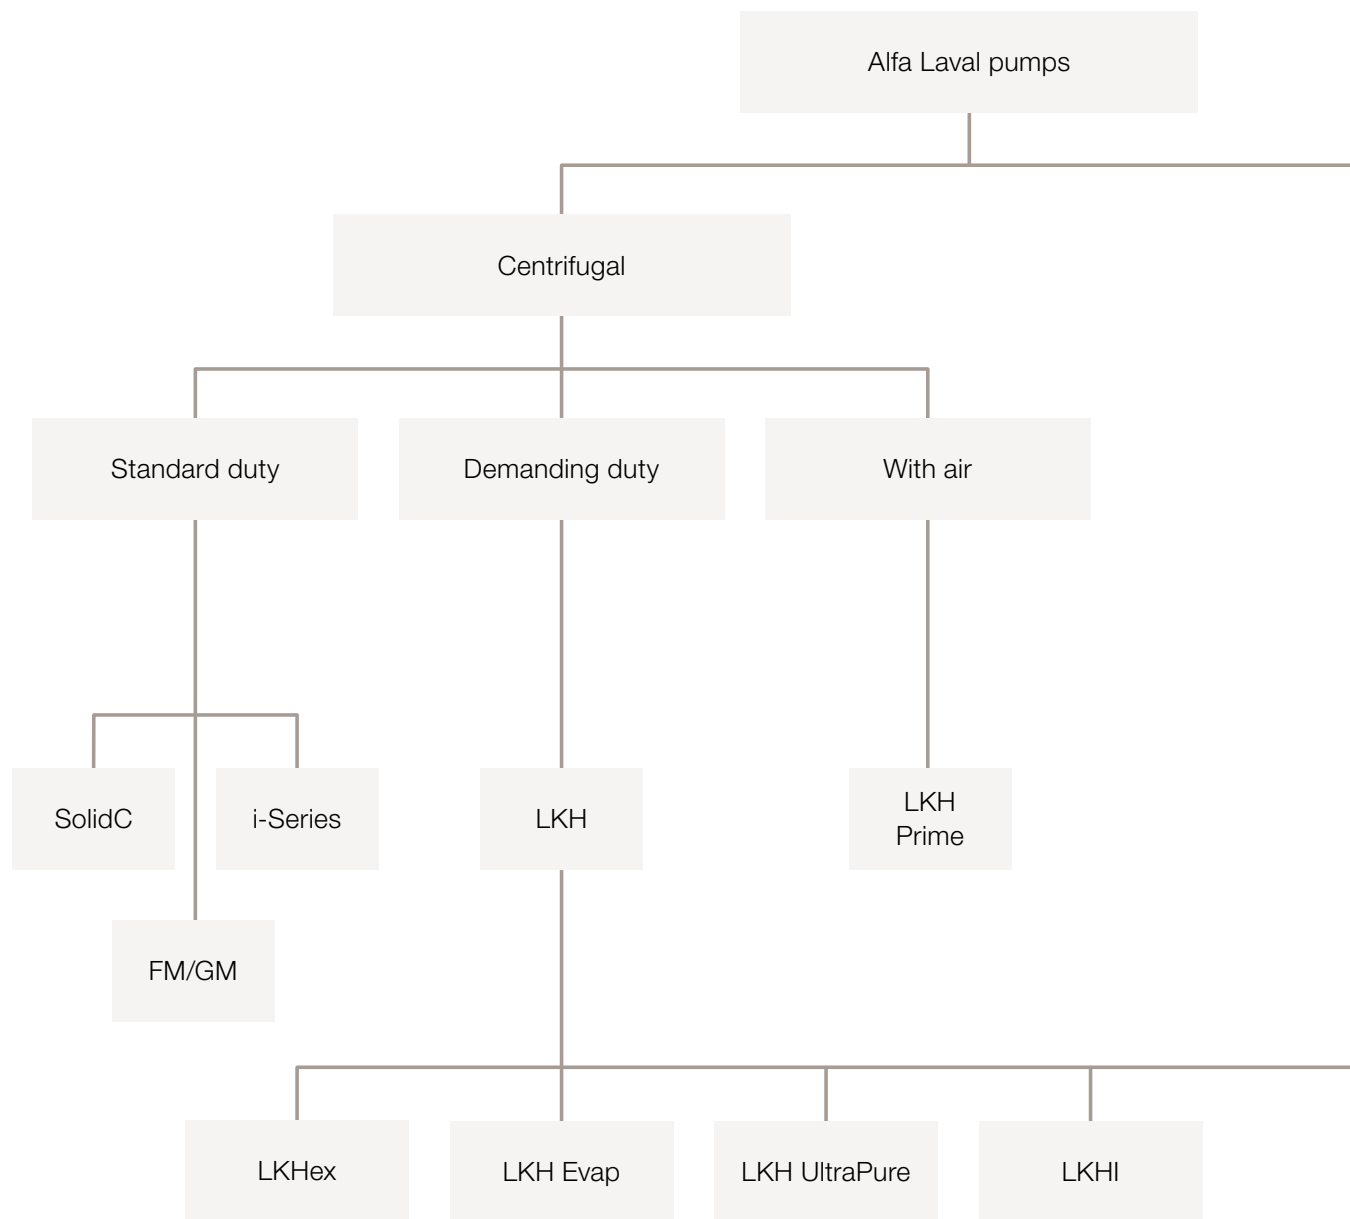 Alfa Laval pumps
Centrifugal
Standard duty
Demanding duty
With air
SolidC
i-Series
LKH
LKH
Prime
FM/GM
LKHex
LKH Evap
LKH UltraPure
LKHI